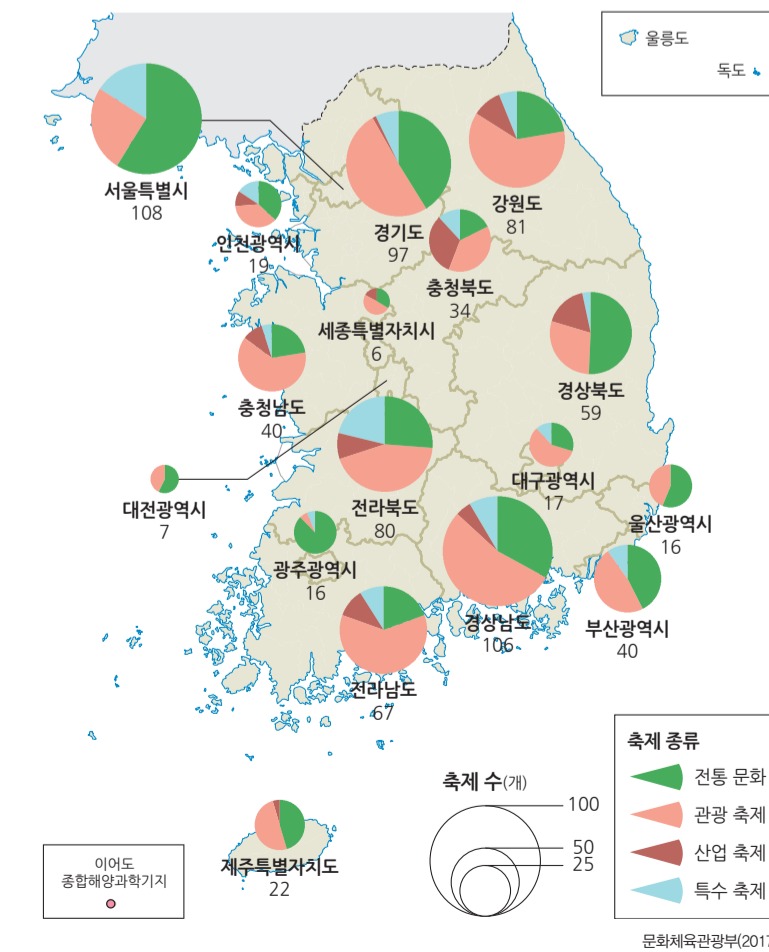 울릉도
독도
서울특별시
108
인천광역시
19
경기도
97
강원도
81
충청북도
34
세종특별자치시
6
충청남도
40
경상북도
59
대전광역시
7
전라북도
80
대구광역시
17
울산광역시
16
광주광역시
16
경상남도
106
부산광역시
40
전라남도
67
제주특별자치도
22
이어도
종합해양과학기지
축제 수(개)
100
50
25
축제 종류
전통 문화
관광 축제
산업 축제
특수 축제
문화체육관광부(2017